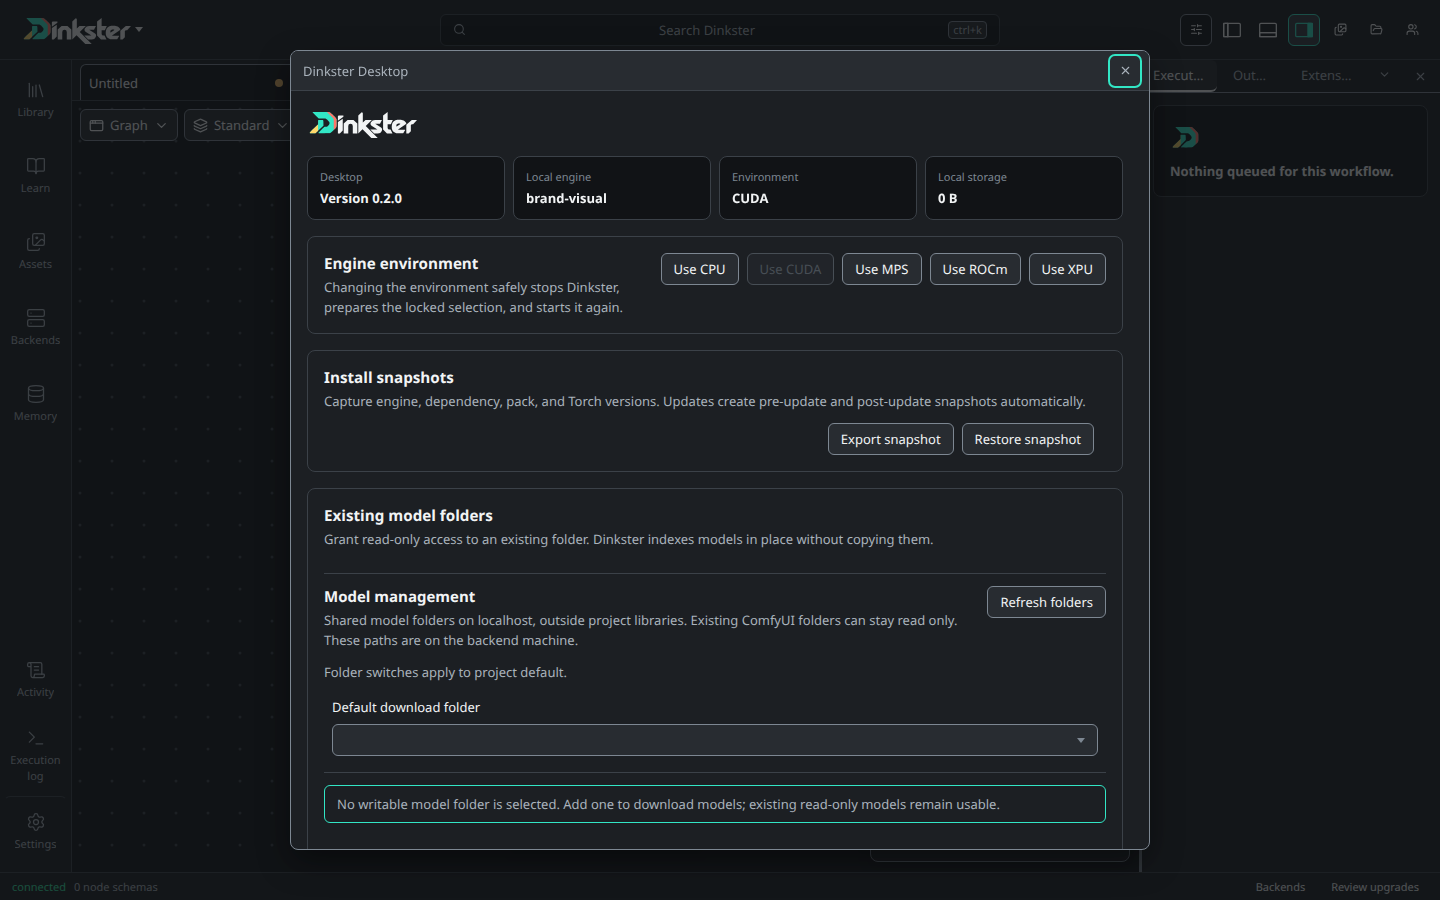 Dinkster
Search Dinkster
ctrl+k
Dinkster Desktop
Untitled
Execut...
Out...
Extens...
Library
Graph
Standard
Learn
Assets
Backends
Memory
Activity
Execution
log
Settings
Dinkster
Desktop
Version 0.2.0
Local engine
brand-visual
Environment
CUDA
Local storage
0 B
Engine environment
Changing the environment safely stops Dinkster,
prepares the locked selection, and starts it again.
Use CPU
Use CUDA
Use MPS
Use ROCm
Use XPU
Install snapshots
Capture engine, dependency, pack, and Torch versions. Updates create pre-update and post-update snapshots automatically.
Export snapshot
Restore snapshot
Existing model folders
Grant read-only access to an existing folder. Dinkster indexes models in place without copying them.
Model management
Refresh folders
Shared model folders on localhost, outside project libraries. Existing ComfyUI folders can stay read only.
These paths are on the backend machine.
Folder switches apply to project default.
Default download folder
No writable model folder is selected. Add one to download models; existing read-only models remain usable.
Nothing queued for this workflow.
connected
0 node schemas
Backends
Review upgrades